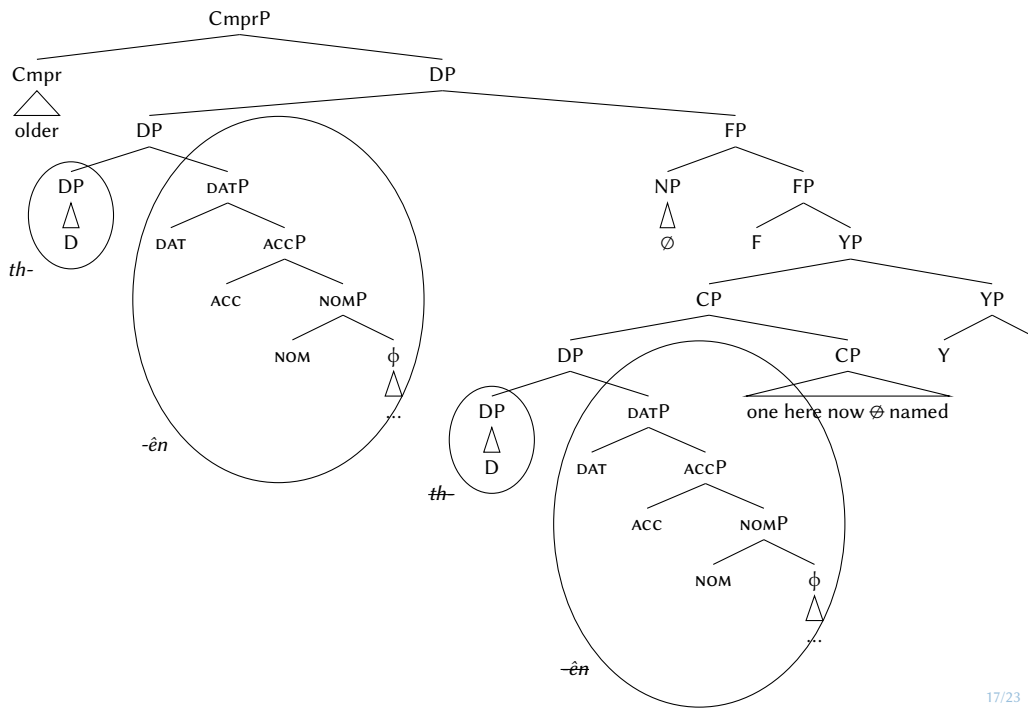 CmprP
Cmpr DP
older DP FP
DP DATP NP FP
D DAT ACCP ∅ F YP
th-
ACC NOMP CP YP
NOM ϕ DP CP Y
... DP DATP one here now ∅ named
-ên
D DAT ACCP
th-
ACC NOMP
NOM ϕ
...
-ên
17/23